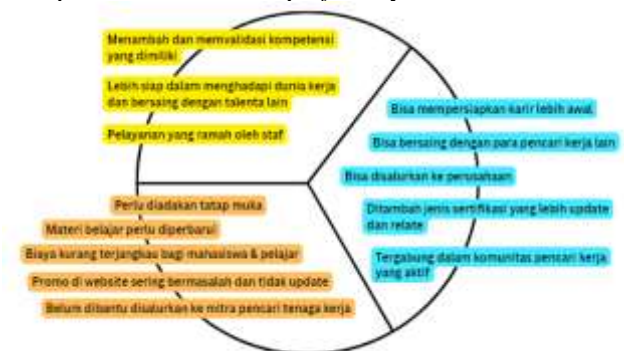 Menambah dan memvalidasi kompetensi
yang dimiliki
Lebih siap dalam menghadapi dunia kerja
dan bersaing dengan talenta lain
Pelayanan yang ramah oleh staf
Bisa mempersiapkan karir lebih awal
Bisa bersaing dengan para pencari kerja lain
Bisa disalurkan ke perusahaan
Ditambah jenis sertifikasi yang lebih update
dan relate
Tergabung dalam komunitas pencari kerja
yang aktif
Perlu diadakan tatap muka
Materi belajar perlu diperbarui
Biaya kurang terjangkau bagi mahasiswa & pelajar
Promo di website sering bermasalah dan tidak update
Belum dibantu disalurkan ke mitra pencari tenaga kerja